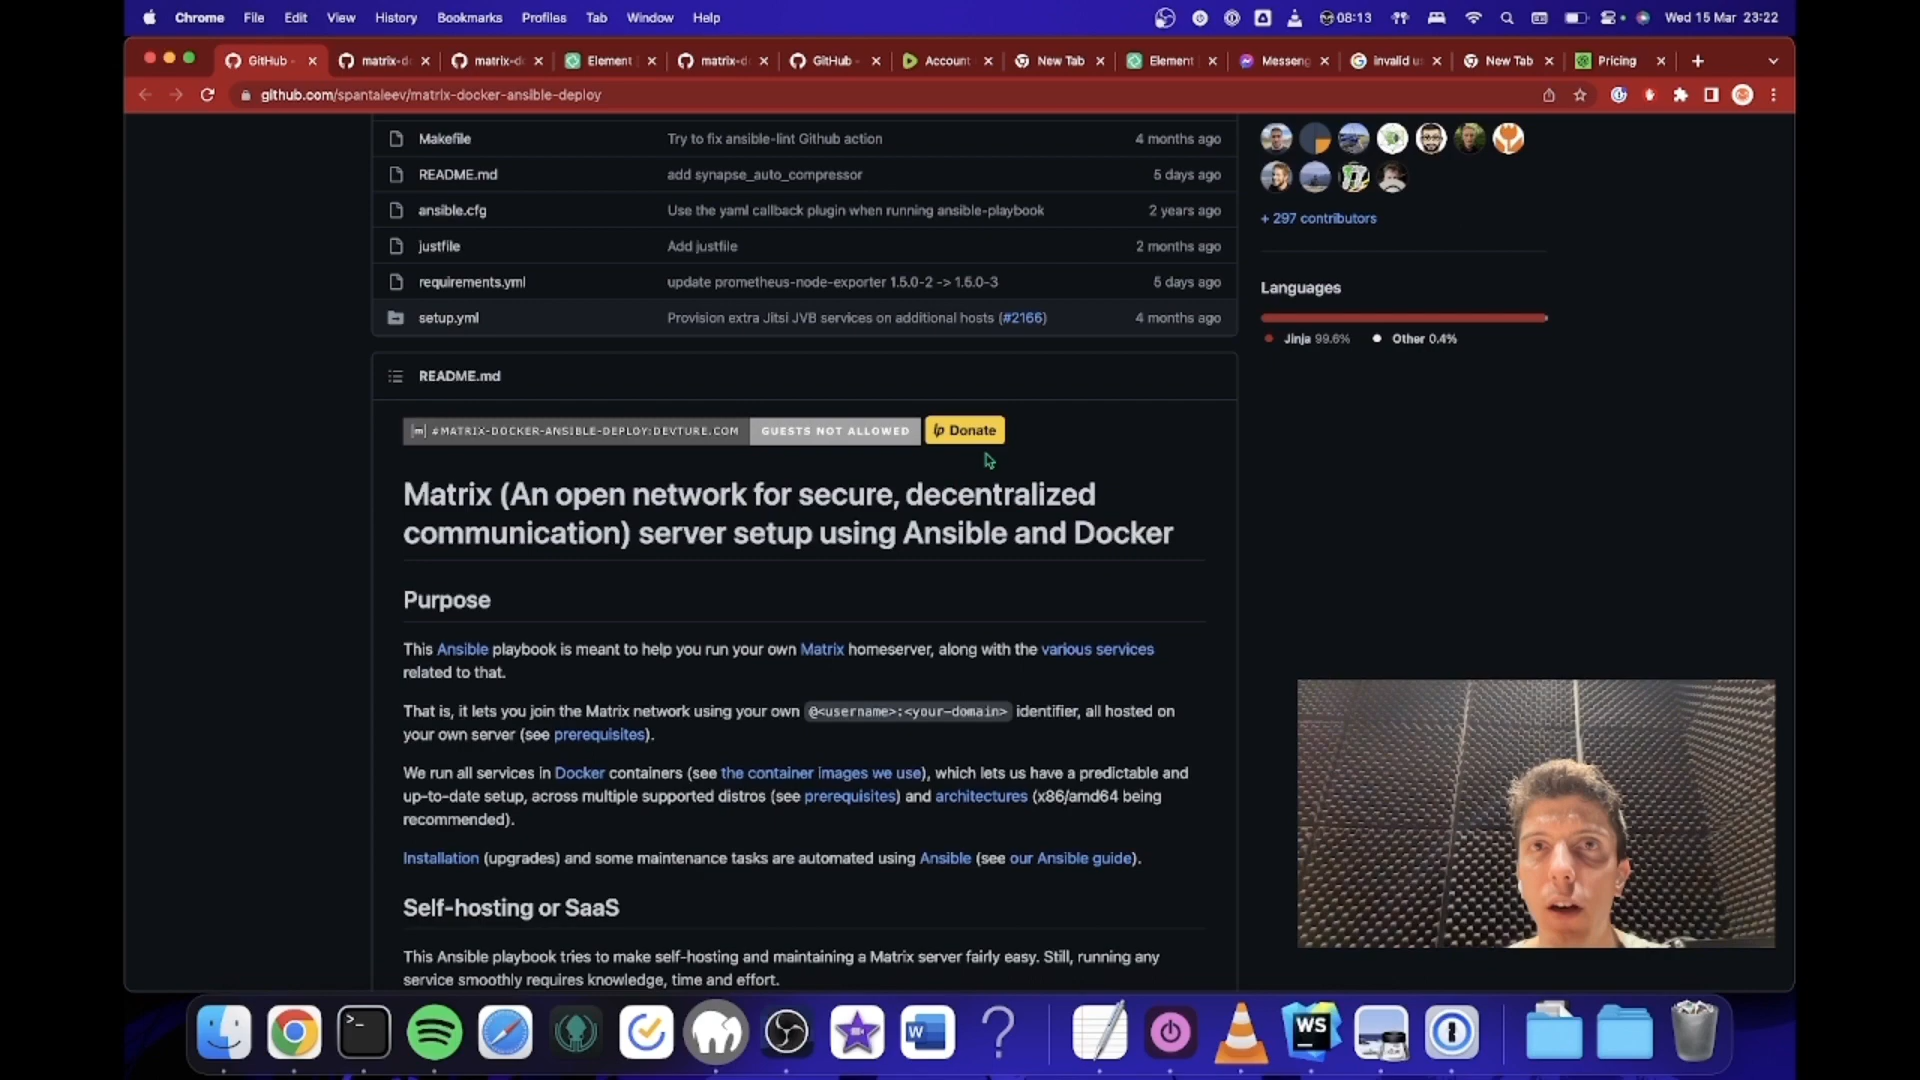 Chrome File Edit View History Bookmarks Profiles Tab Window Help 08:13 Wed 15 Mar 23:22
GitHub - matrix-do matrix-do Element matrix-do GitHub - Account New Tab Element Messeng invalid u New Tab Pricing
github.com/spantaleev/matrix-docker-ansible-deploy
Makefile Try to fix ansible-lint Github action 4 months ago
README.md add synapse_auto_compressor 5 days ago
ansible.cfg Use the yaml callback plugin when running ansible-playbook 2 years ago
justfile Add justfile 2 months ago
requirements.yml update prometheus-node-exporter 1.5.0-2 -> 1.5.0-3 5 days ago
setup.yml Provision extra Jitsi JVB services on additional hosts (#2166) 4 months ago
+ 297 contributors
Languages
Jinja 99.6% Other 0.4%
README.md
[m] #MATRIX-DOCKER-ANSIBLE-DEPLOY:DEVTURE.COM GUESTS NOT ALLOWED lp Donate
Matrix (An open network for secure, decentralized
communication) server setup using Ansible and Docker
Purpose
This Ansible playbook is meant to help you run your own Matrix homeserver, along with the various services
related to that.
That is, it lets you join the Matrix network using your own @<username>:<your-domain> identifier, all hosted on
your own server (see prerequisites).
We run all services in Docker containers (see the container images we use), which lets us have a predictable and
up-to-date setup, across multiple supported distros (see prerequisites) and architectures (x86/amd64 being
recommended).
Installation (upgrades) and some maintenance tasks are automated using Ansible (see our Ansible guide).
Self-hosting or SaaS
This Ansible playbook tries to make self-hosting and maintaining a Matrix server fairly easy. Still, running any
service smoothly requires knowledge, time and effort.
>_ W ? WS